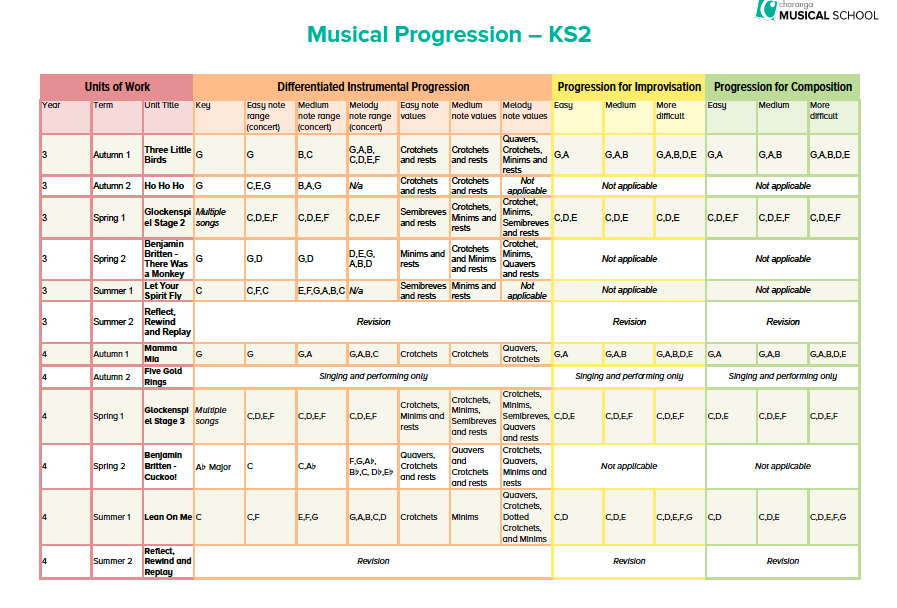 charanga
MUSICAL SCHOOL
Musical Progression – KS2
Units of Work Differentiated Instrumental Progression Progression for Improvisation Progression for Composition
Year Term Unit Title Key Easy note range (concert) Medium note range (concert) Melody note range (concert) Easy note values Medium note values Melody note values Easy Medium More difficult Easy Medium More difficult
3 Autumn 1 Three Little Birds G G B,C G,A,B, C,D,E,F Crotchets and rests Crotchets and rests Quavers, Crotchets, Minims and rests G,A G,A,B G,A,B,D,E G,A G,A,B G,A,B,D,E
3 Autumn 2 Ho Ho Ho G C,E,G B,A,G N/a Crotchets and rests Crotchets and rests Not applicable Not applicable Not applicable
3 Spring 1 Glockenspi el Stage 2 Multiple songs C,D,E,F C,D,E,F C,D,E,F Semibreves and rests Crotchets, Minims and rests Crotchet, Minims, Semibreves and rests C,D,E C,D,E C,D,E C,D,E,F C,D,E,F C,D,E,F
3 Spring 2 Benjamin Britten - There Was a Monkey G G,D G,D D,E,G, A,B,D Minims and rests Crotchets and Minims and rests Crotchet, Minims, Quavers and rests Not applicable Not applicable
3 Summer 1 Let Your Spirit Fly C C,F,C E,F,G,A,B,C N/a Semibreves and rests Minims and rests Not applicable Not applicable Not applicable
3 Summer 2 Reflect, Rewind and Replay Revision Revision Revision
4 Autumn 1 Mamma Mia G G G,A G,A,B,C Crotchets Crotchets Quavers, Crotchets G,A G,A,B G,A,B,D,E G,A G,A,B G,A,B,D,E
4 Autumn 2 Five Gold Rings Singing and performing only Singing and performing only Singing and performing only
4 Spring 1 Glockenspi el Stage 3 Multiple songs C,D,E,F C,D,E,F C,D,E,F Crotchets, Minims and rests Crotchets, Minims, Semibreves and rests Crotchets, Minims, Semibreves, Quavers and rests C,D,E C,D,E,F C,D,E,F C,D,E C,D,E,F C,D,E,F
4 Spring 2 Benjamin Britten - Cuckoo! A♭ Major C C,A♭ F,G,A♭, B♭,C, D♭,E♭ Quavers, Crotchets and rests Quavers and Crotchets and rests Crotchets, Quavers, Minims and rests Not applicable Not applicable
4 Summer 1 Lean On Me C C,F E,F,G G,A,B,C,D Crotchets Minims Quavers, Crotchets, Dotted Crotchets, and Minims C,D C,D,E C,D,E,F,G C,D C,D,E C,D,E,F,G
4 Summer 2 Reflect, Rewind and Replay Revision Revision Revision